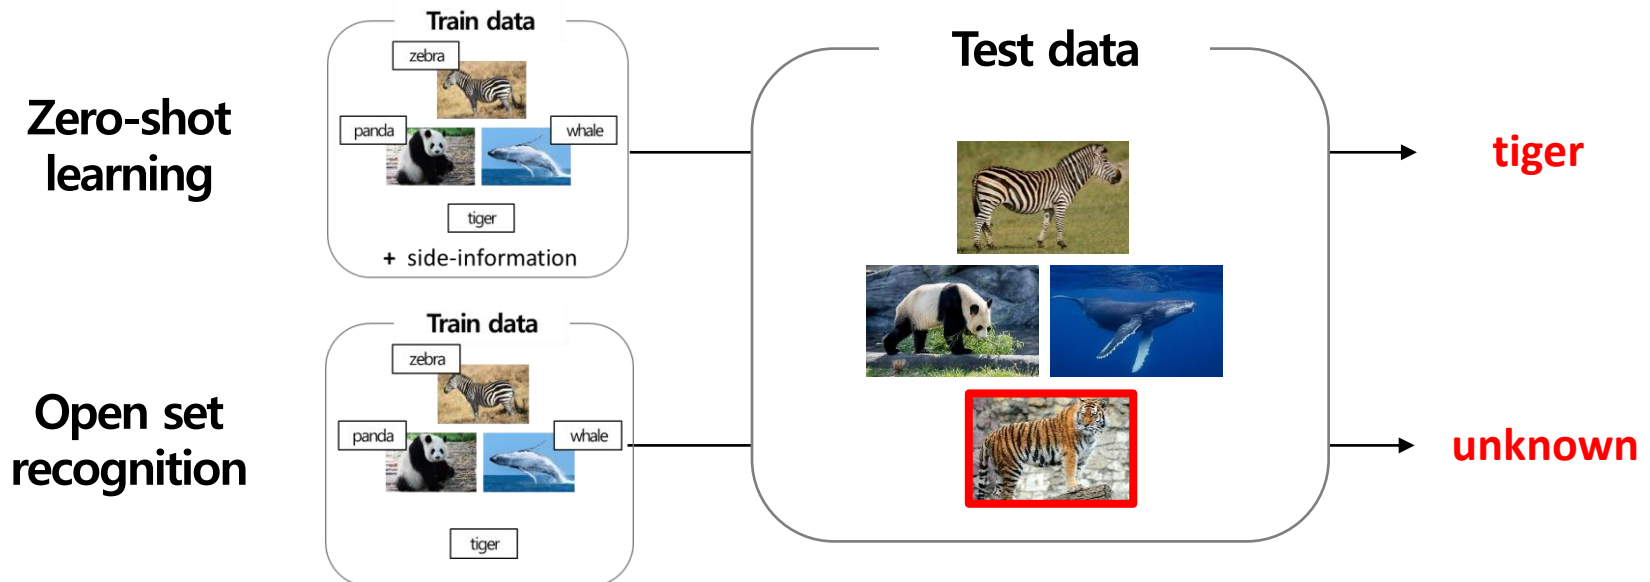 Zero-shot
learning
Train data
zebra
panda
whale
tiger
+ side-information
Test data
tiger
Open set
recognition
Train data
zebra
panda
whale
tiger
unknown